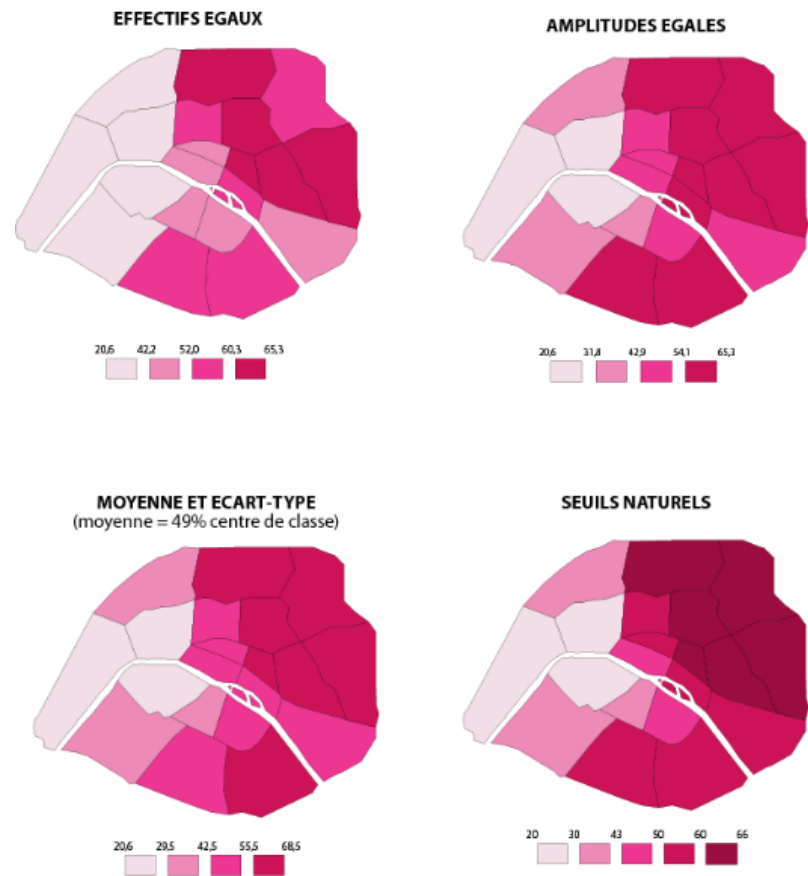 EFFECTIFS EGAUX
AMPLITUDES EGALES
20,6 42,2 52,0 60,3 65,3
20,6 31,8 42,9 54,1 65,3
MOYENNE ET ECART-TYPE
(moyenne = 49% centre de classe)
SEUILS NATURELS
20,6 29,5 42,5 55,5 68,5
20 30 43 50 60 66